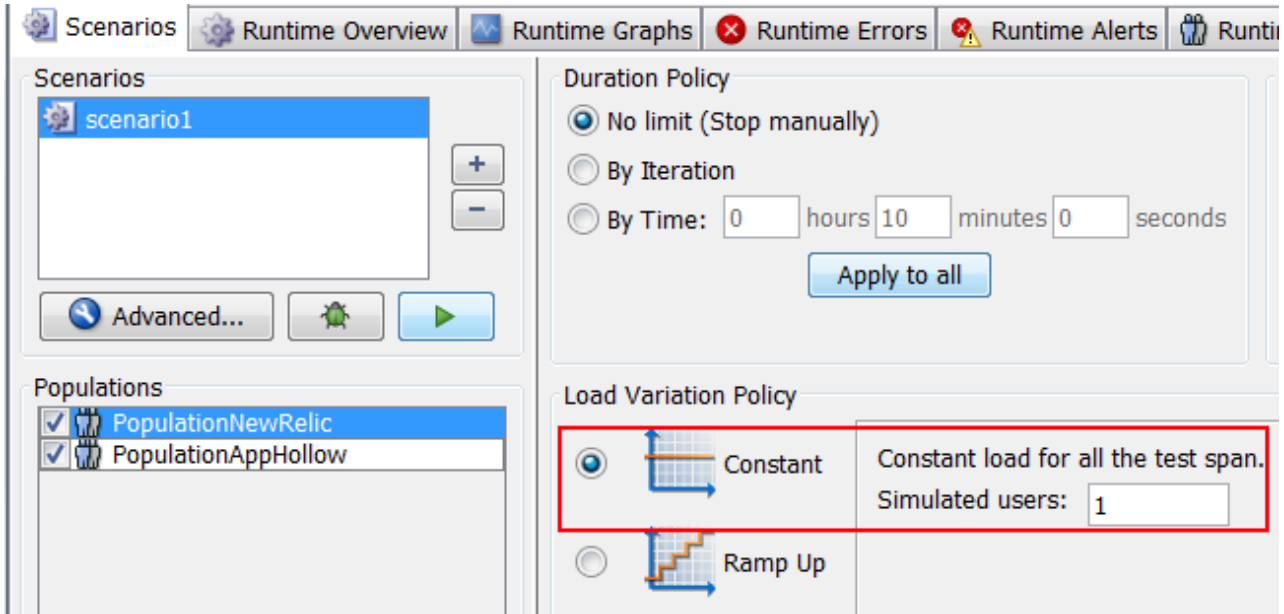 Scenarios
Runtime Overview
Runtime Graphs
Runtime Errors
Runtime Alerts
Scenarios
scenario1
+
-
Advanced...
Populations
PopulationNewRelic
PopulationAppHollow
Duration Policy
No limit (Stop manually)
By Iteration
By Time: 0 hours 10 minutes 0 seconds
Apply to all
Load Variation Policy
Constant
Constant load for all the test span.
Simulated users: 1
Ramp Up